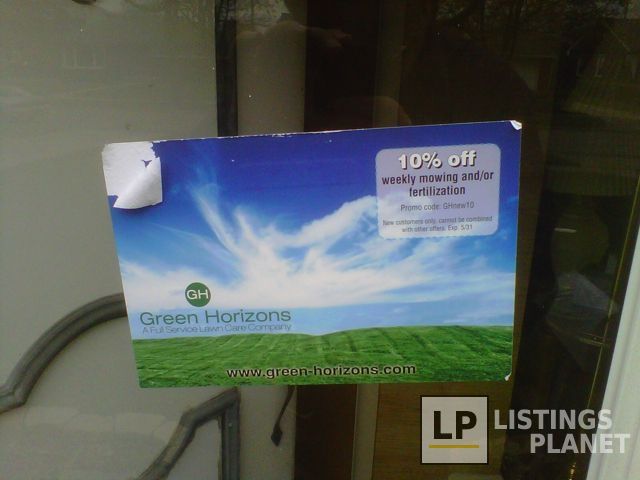 10% off
weekly mowing and/or
fertilization
Promo code: GHnew10
New customers only, cannot be combined
with other offers. Exp. 5/31
GH
Green Horizons
A Full Service Lawn Care Company
www.green-horizons.com
LP LISTINGS
PLANET